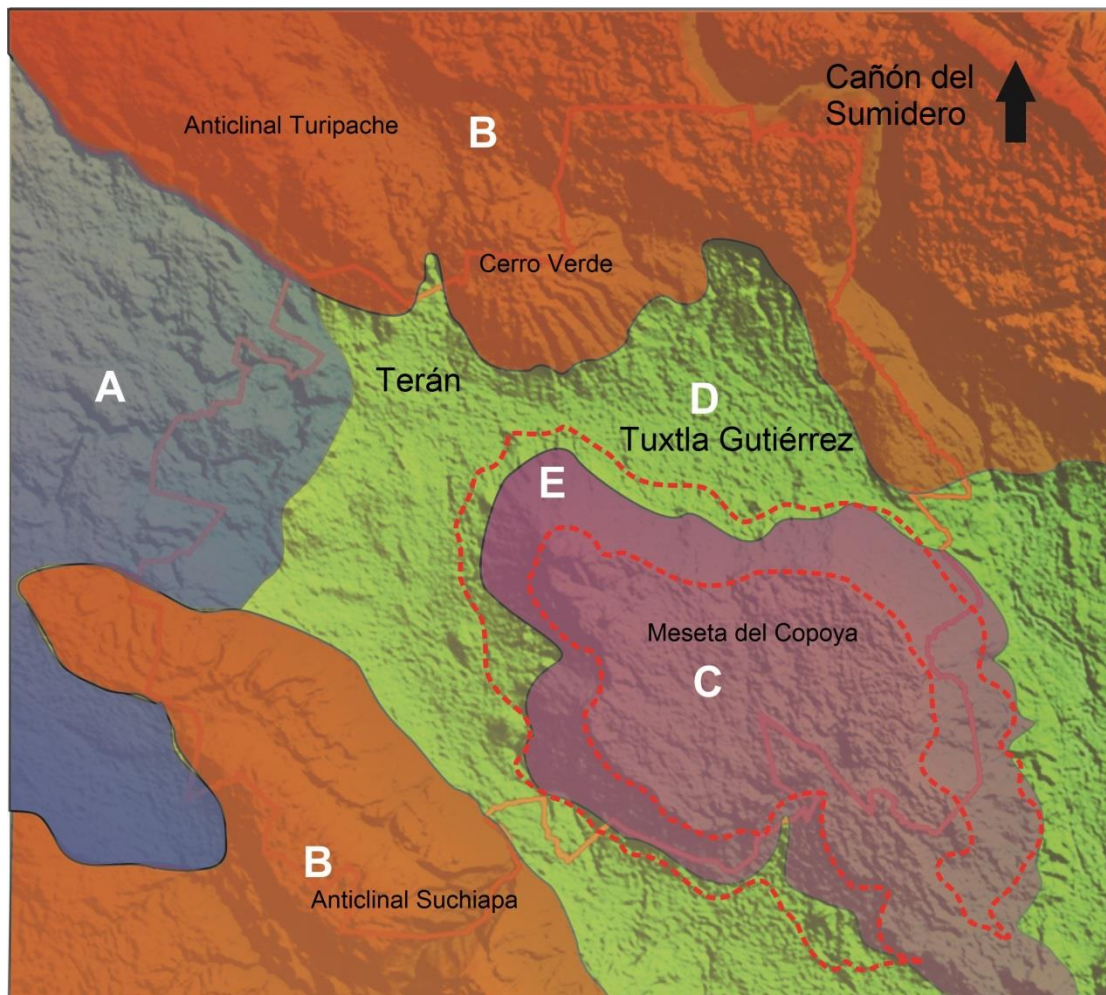 Cañón del
Sumidero
Anticlinal Turipache
B
Cerro Verde
A
Terán
D
Tuxtla Gutiérrez
E
Meseta del Copoya
C
B
Anticlinal Suchiapa